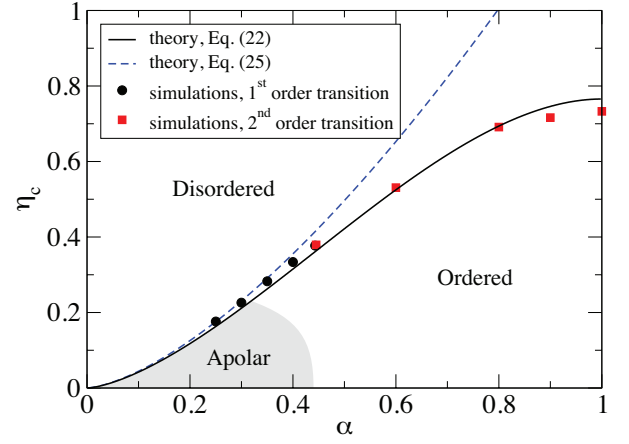 1
0.8
0.6
0.4
0.2
0
η_c
theory, Eq. (22)
theory, Eq. (25)
simulations, 1st order transition
simulations, 2nd order transition
Disordered
Ordered
Apolar
0 0.2 0.4 0.6 0.8 1
α